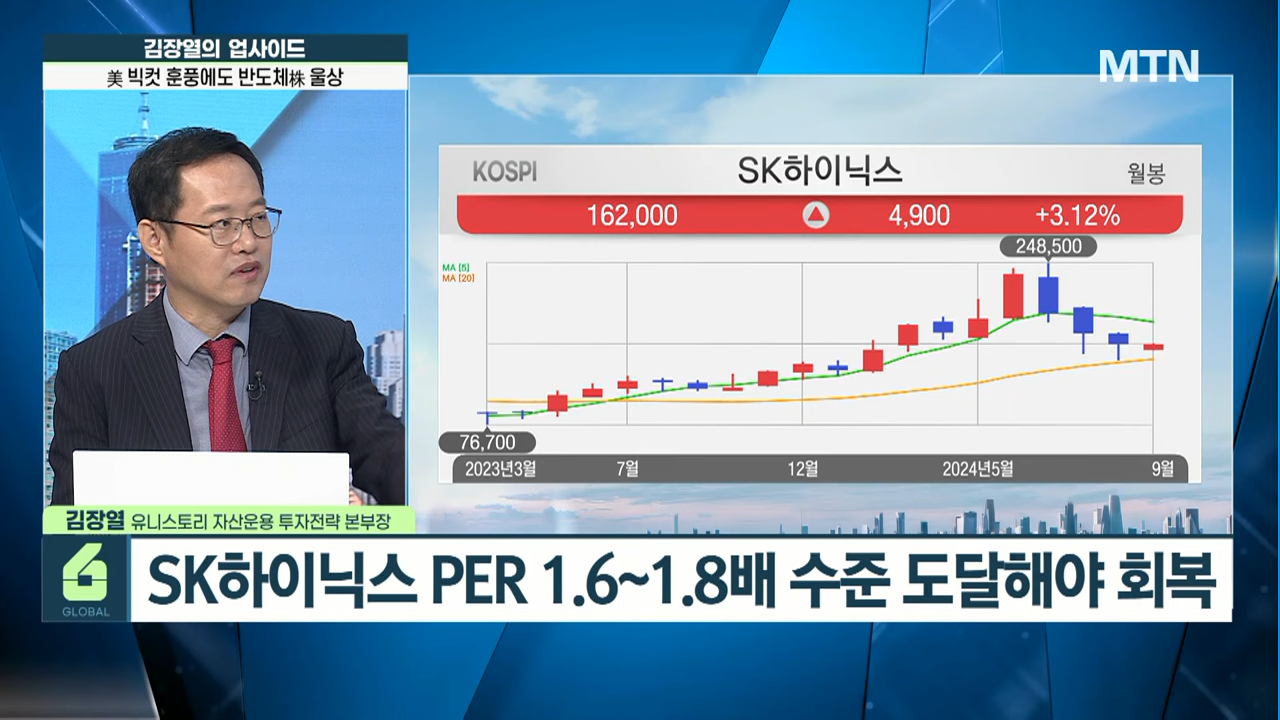 김장열의 업사이드
美 빅컷 훈풍에도 반도체株 울상
MTN
KOSPI
SK하이닉스
월봉
162,000 4,900 +3.12%
248,500
MA [5]
MA [20]
76,700
2023년3월 7월 12월 2024년5월 9월
김장열 유니스토리 자산운용 투자전략 본부장
6
GLOBAL
SK하이닉스 PER 1.6~1.8배 수준 도달해야 회복